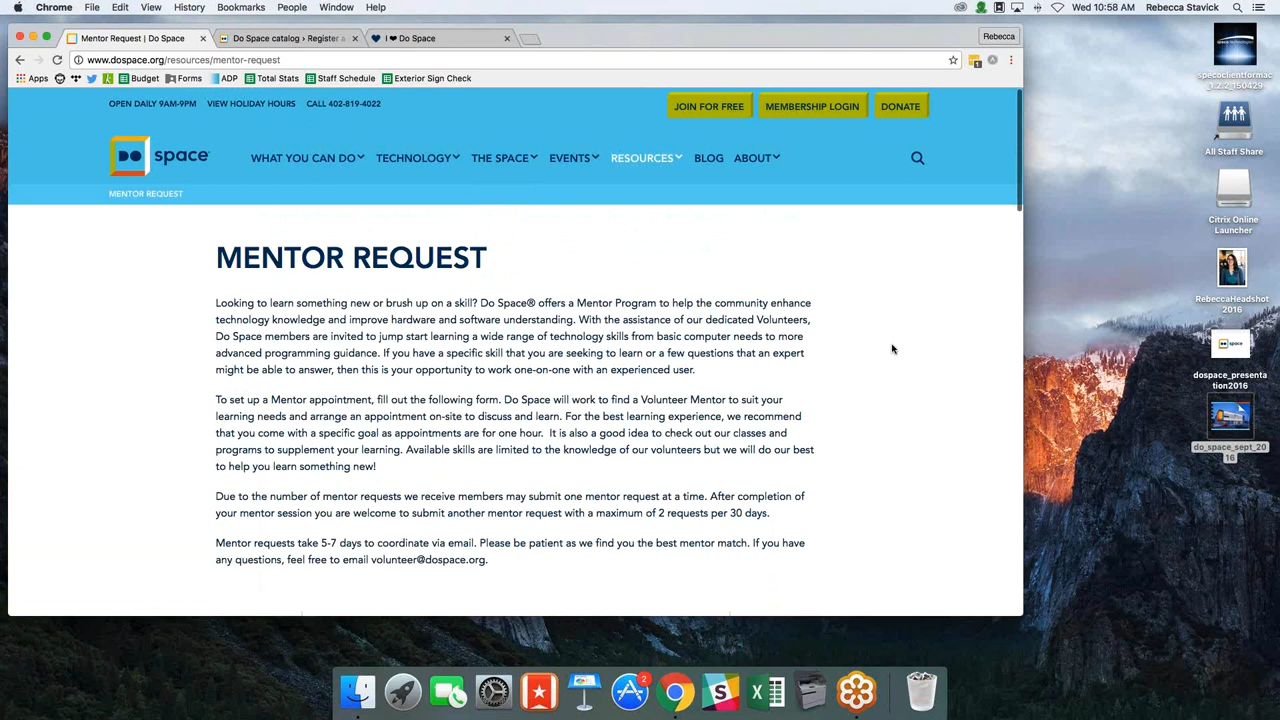 Chrome File Edit View History Bookmarks People Window Help Wed 10:58 AM Rebecca Stavick
Mentor Request | Do Space Do Space catalog › Register a I ❤ Do Space Rebecca
www.dospace.org/resources/mentor-request
Apps Budget Forms ADP Total Stats Staff Schedule Exterior Sign Check
OPEN DAILY 9AM-9PM VIEW HOLIDAY HOURS CALL 402-819-4022 JOIN FOR FREE MEMBERSHIP LOGIN DONATE
DO space WHAT YOU CAN DO TECHNOLOGY THE SPACE EVENTS RESOURCES BLOG ABOUT
MENTOR REQUEST
MENTOR REQUEST
Looking to learn something new or brush up on a skill? Do Space® offers a Mentor Program to help the community enhance
technology knowledge and improve hardware and software understanding. With the assistance of our dedicated Volunteers,
Do Space members are invited to jump start learning a wide range of technology skills from basic computer needs to more
advanced programming guidance. If you have a specific skill that you are seeking to learn or a few questions that an expert
might be able to answer, then this is your opportunity to work one-on-one with an experienced user.
To set up a Mentor appointment, fill out the following form. Do Space will work to find a Volunteer Mentor to suit your
learning needs and arrange an appointment on-site to discuss and learn. For the best learning experience, we recommend
that you come with a specific goal as appointments are for one hour. It is also a good idea to check out our classes and
programs to supplement your learning. Available skills are limited to the knowledge of our volunteers but we will do our best
to help you learn something new!
Due to the number of mentor requests we receive members may submit one mentor request at a time. After completion of
your mentor session you are welcome to submit another mentor request with a maximum of 2 requests per 30 days.
Mentor requests take 5-7 days to coordinate via email. Please be patient as we find you the best mentor match. If you have
any questions, feel free to email volunteer@dospace.org.
specoclientformac
_1.2.2_150429
All Staff Share
Citrix Online
Launcher
RebeccaHeadshot
2016
DO space
dospace_presenta
tion2016
do_space_sept_20
16
2